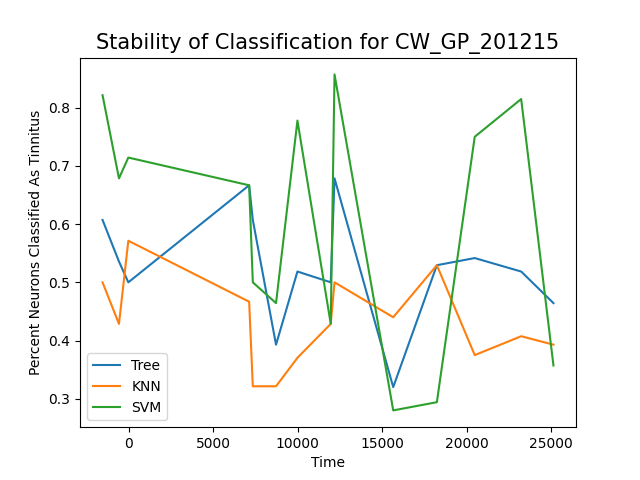 Stability of Classification for CW_GP_201215
Percent Neurons Classified As Tinnitus
0.8
0.7
0.6
0.5
0.4
0.3
Tree
KNN
SVM
0
5000
10000
15000
20000
25000
Time